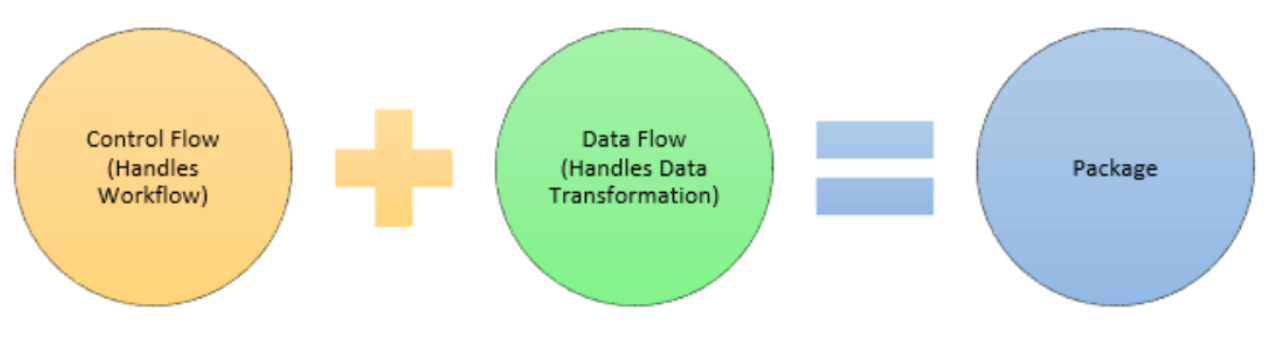 Control Flow
(Handles
Workflow)
Data Flow
(Handles Data
Transformation)
Package